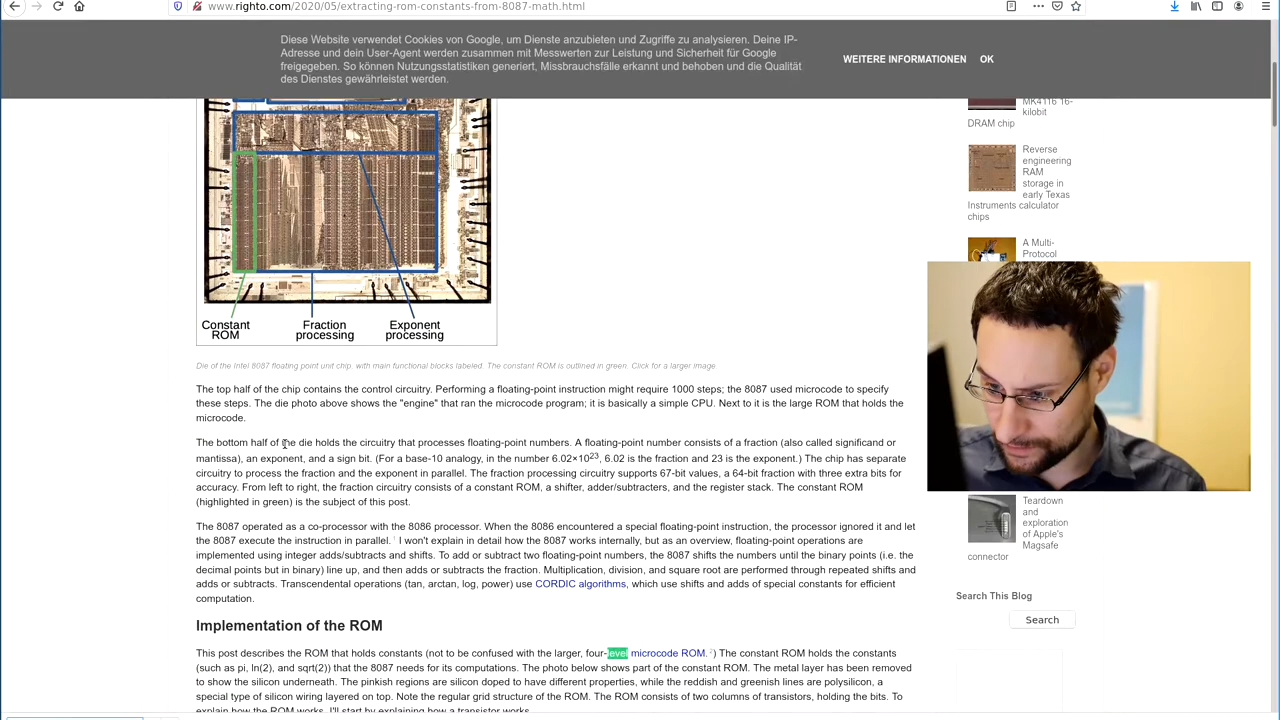 www.righto.com/2020/05/extracting-rom-constants-from-8087-math.html
Diese Website verwendet Cookies von Google, um Dienste anzubieten und Zugriffe zu analysieren. Deine IP-
Adresse und dein User-Agent werden zusammen mit Messwerten zur Leistung und Sicherheit für Google
freigegeben. So können Nutzungsstatistiken generiert, Missbrauchsfälle erkannt und behoben und die Qualität
des Dienstes gewährleistet werden.
WEITERE INFORMATIONEN OK
Constant
ROM
Fraction
processing
Exponent
processing
Die of the Intel 8087 floating point unit chip, with main functional blocks labeled. The constant ROM is outlined in green. Click for a larger image.
The top half of the chip contains the control circuitry. Performing a floating-point instruction might require 1000 steps; the 8087 used microcode to specify
these steps. The die photo above shows the "engine" that ran the microcode program; it is basically a simple CPU. Next to it is the large ROM that holds the
microcode.
The bottom half of the die holds the circuitry that processes floating-point numbers. A floating-point number consists of a fraction (also called significand or
mantissa), an exponent, and a sign bit. (For a base-10 analogy, in the number 6.02×10²³, 6.02 is the fraction and 23 is the exponent.) The chip has separate
circuitry to process the fraction and the exponent in parallel. The fraction processing circuitry supports 67-bit values, a 64-bit fraction with three extra bits for
accuracy. From left to right, the fraction circuitry consists of a constant ROM, a shifter, adder/subtracters, and the register stack. The constant ROM
(highlighted in green) is the subject of this post.
The 8087 operated as a co-processor with the 8086 processor. When the 8086 encountered a special floating-point instruction, the processor ignored it and let
the 8087 execute the instruction in parallel.¹ I won't explain in detail how the 8087 works internally, but as an overview, floating-point operations are
implemented using integer adds/subtracts and shifts. To add or subtract two floating-point numbers, the 8087 shifts the numbers until the binary points (i.e. the
decimal points but in binary) line up, and then adds or subtracts the fraction. Multiplication, division, and square root are performed through repeated shifts and
adds or subtracts. Transcendental operations (tan, arctan, log, power) use CORDIC algorithms, which use shifts and adds of special constants for efficient
computation.
Implementation of the ROM
This post describes the ROM that holds constants (not to be confused with the larger, four-level microcode ROM.²) The constant ROM holds the constants
(such as pi, ln(2), and sqrt(2)) that the 8087 needs for its computations. The photo below shows part of the constant ROM. The metal layer has been removed
to show the silicon underneath. The pinkish regions are silicon doped to have different properties, while the reddish and greenish lines are polysilicon, a
special type of silicon wiring layered on top. Note the regular grid structure of the ROM. The ROM consists of two columns of transistors, holding the bits. To
explain how the ROM works, I'll start by explaining how a transistor works.
MK4116 16-
kilobit
DRAM chip
Reverse
engineering
RAM
storage in
early Texas
Instruments calculator
chips
A Multi-
Protocol
Teardown
and
exploration
of Apple's
Magsafe
connector
Search This Blog
Search